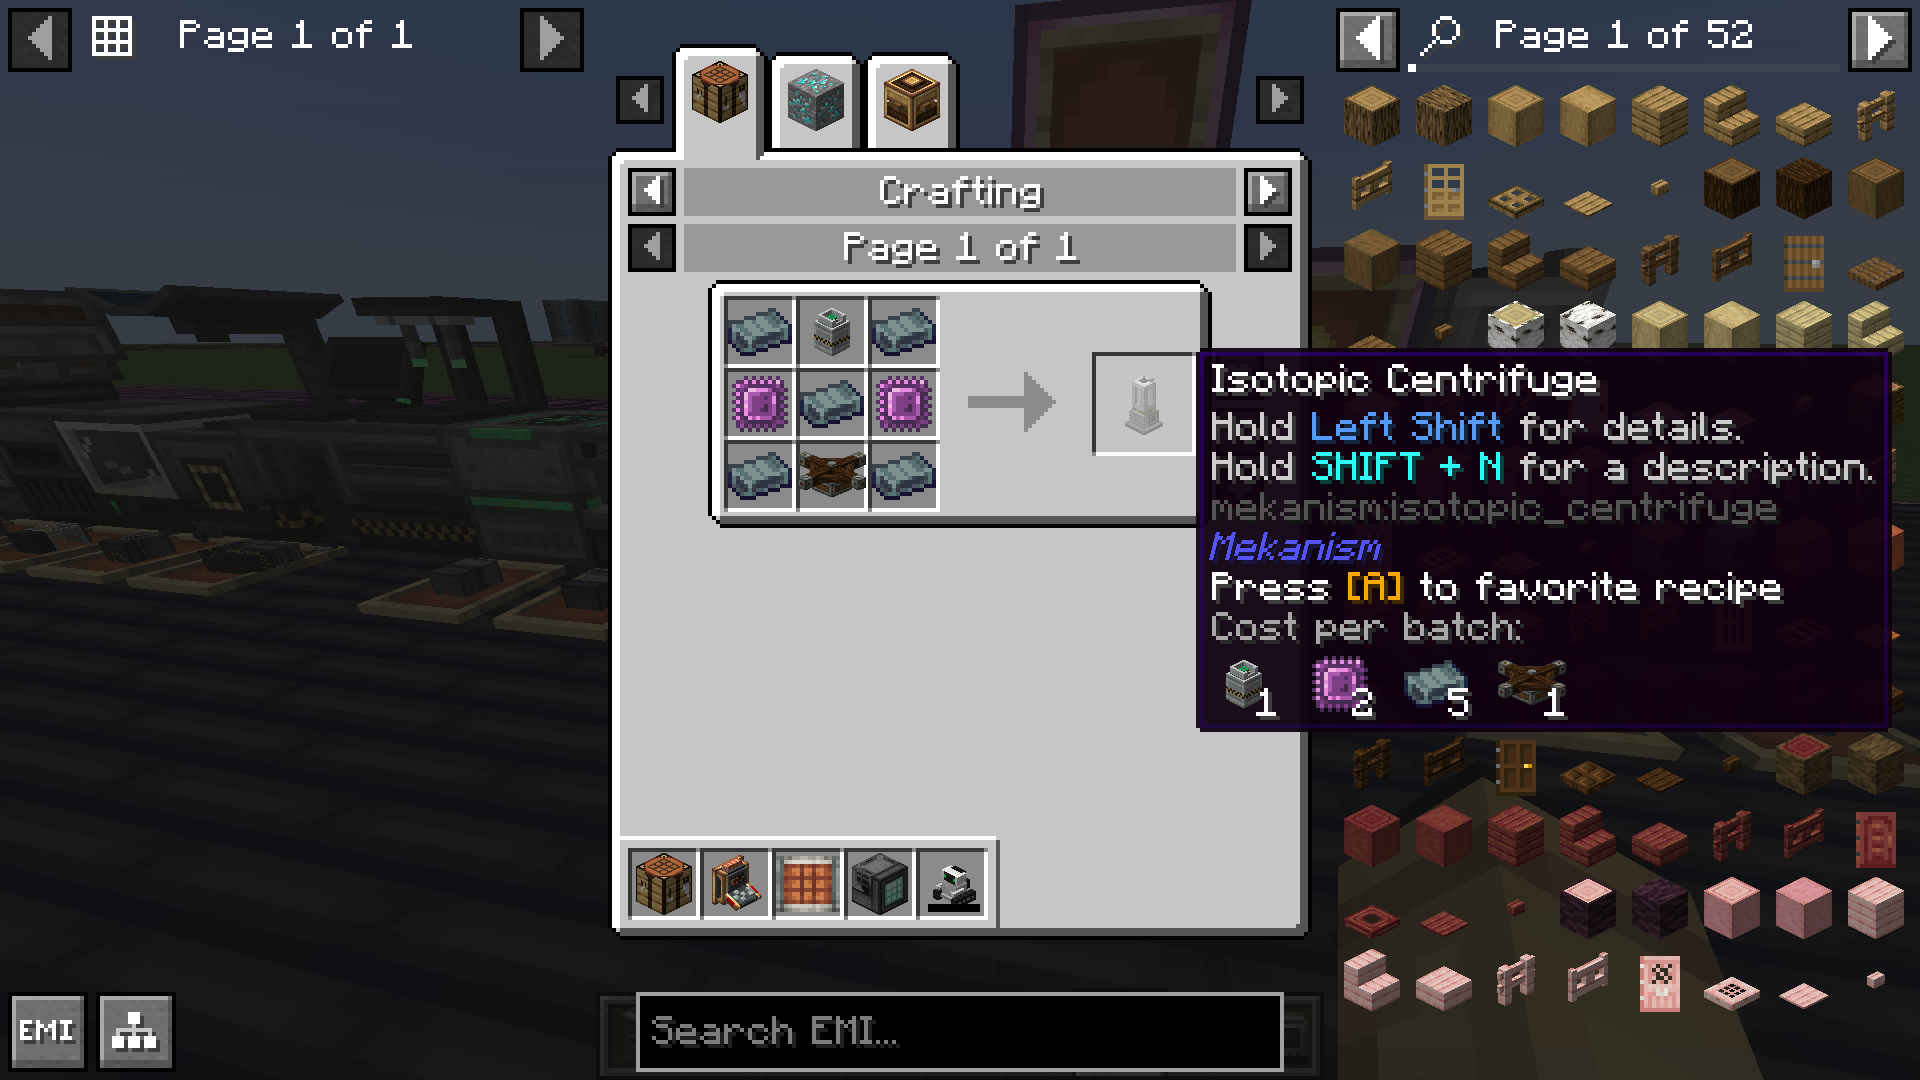 Page 1 of 1
Page 1 of 52
Crafting
Page 1 of 1
Isotopic Centrifuge
Hold Left Shift for details.
Hold SHIFT + N for a description.
mekanism:isotopic_centrifuge
Mekanism
Press [A] to favorite recipe
Cost per batch:
1 2 5 1
EMI
Search EMI...